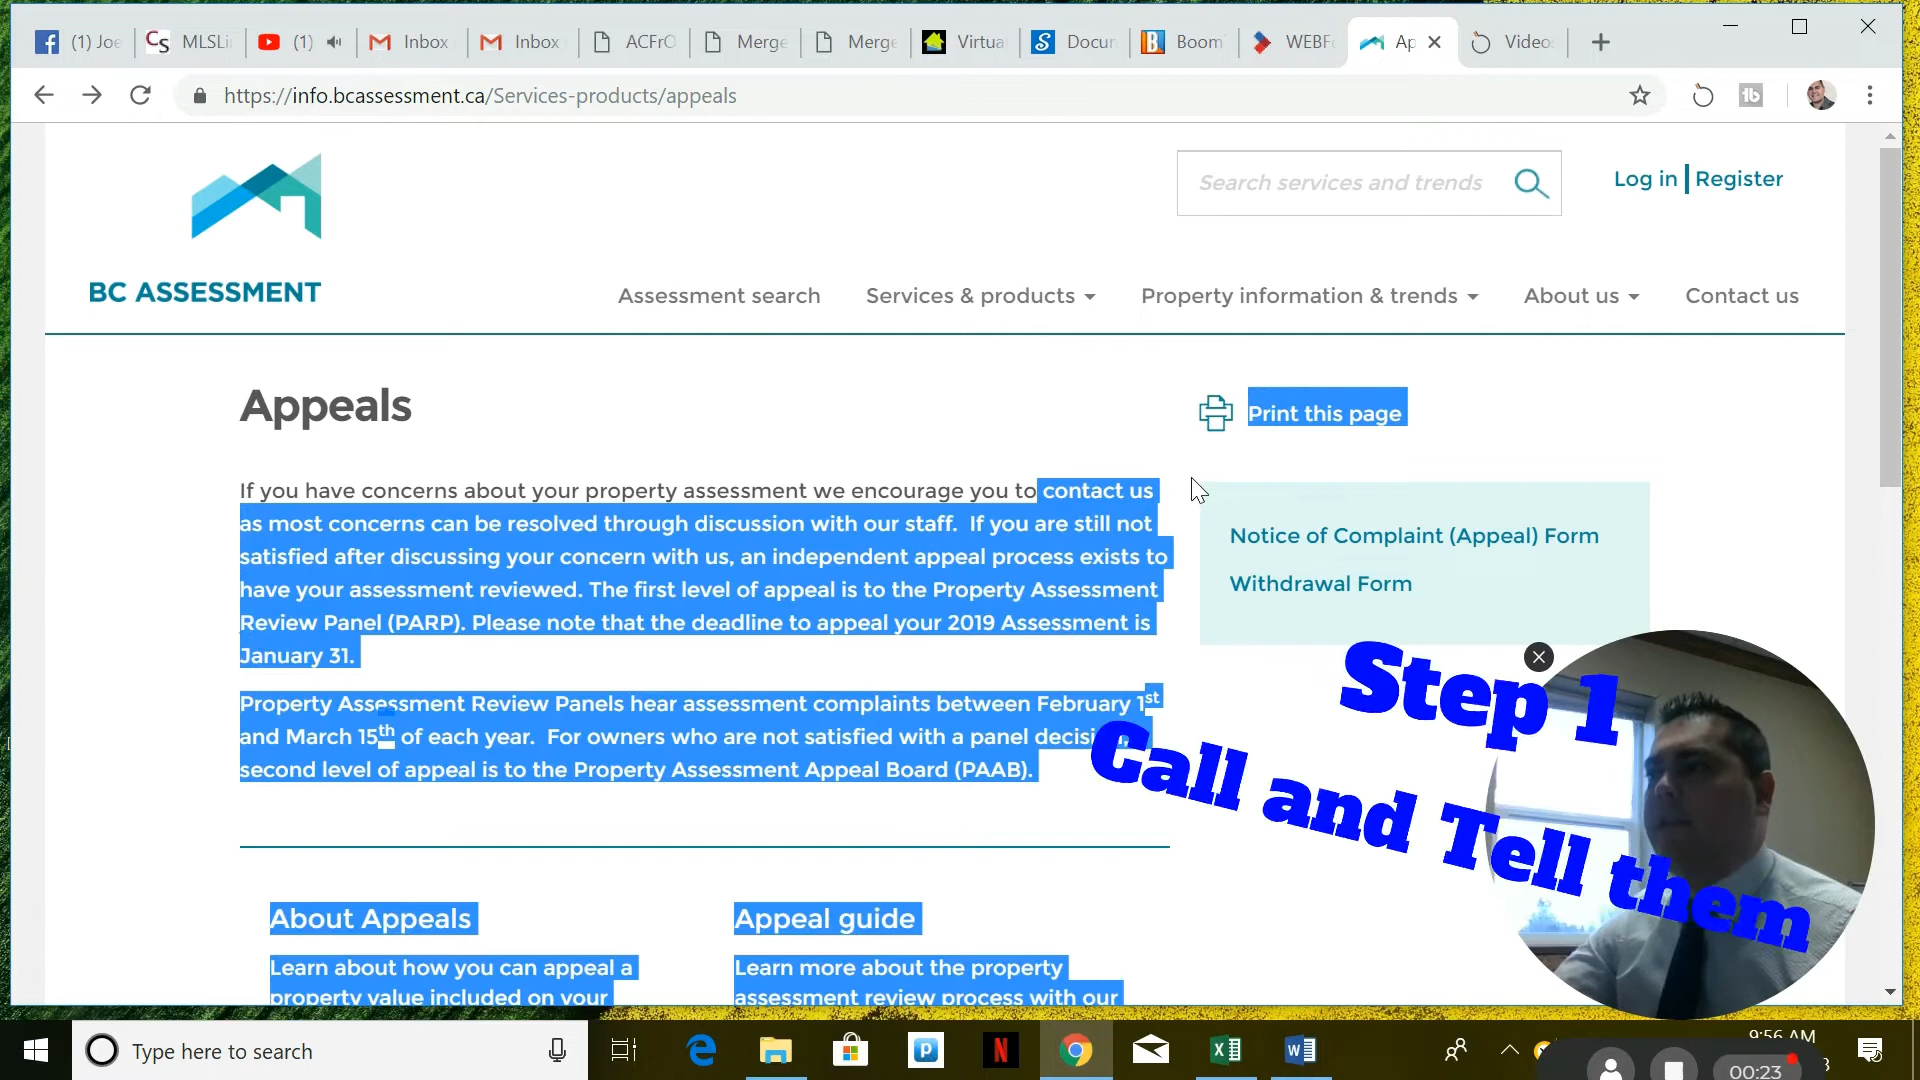 (1) Joe
MLSLi
(1)
Inbox
Inbox
ACFrO
Merge
Merge
Virtua
Docum
Boom
WEBFo
Ap
Video
https://info.bcassessment.ca/Services-products/appeals
Search services and trends
Log in | Register
BC ASSESSMENT
Assessment search
Services & products
Property information & trends
About us
Contact us
Appeals
Print this page
If you have concerns about your property assessment we encourage you to contact us
as most concerns can be resolved through discussion with our staff. If you are still not
satisfied after discussing your concern with us, an independent appeal process exists to
have your assessment reviewed. The first level of appeal is to the Property Assessment
Review Panel (PARP). Please note that the deadline to appeal your 2019 Assessment is
January 31.
Notice of Complaint (Appeal) Form
Withdrawal Form
Property Assessment Review Panels hear assessment complaints between February 1st
and March 15th of each year. For owners who are not satisfied with a panel
second level of appeal is to the Property Assessment Appeal Board (PAAB).
Step 1
Call and Tell them
About Appeals
Learn about how you can appeal a
property value included on your
Appeal guide
Learn more about the property
assessment review process with our
Type here to search
9:56 AM
00:23